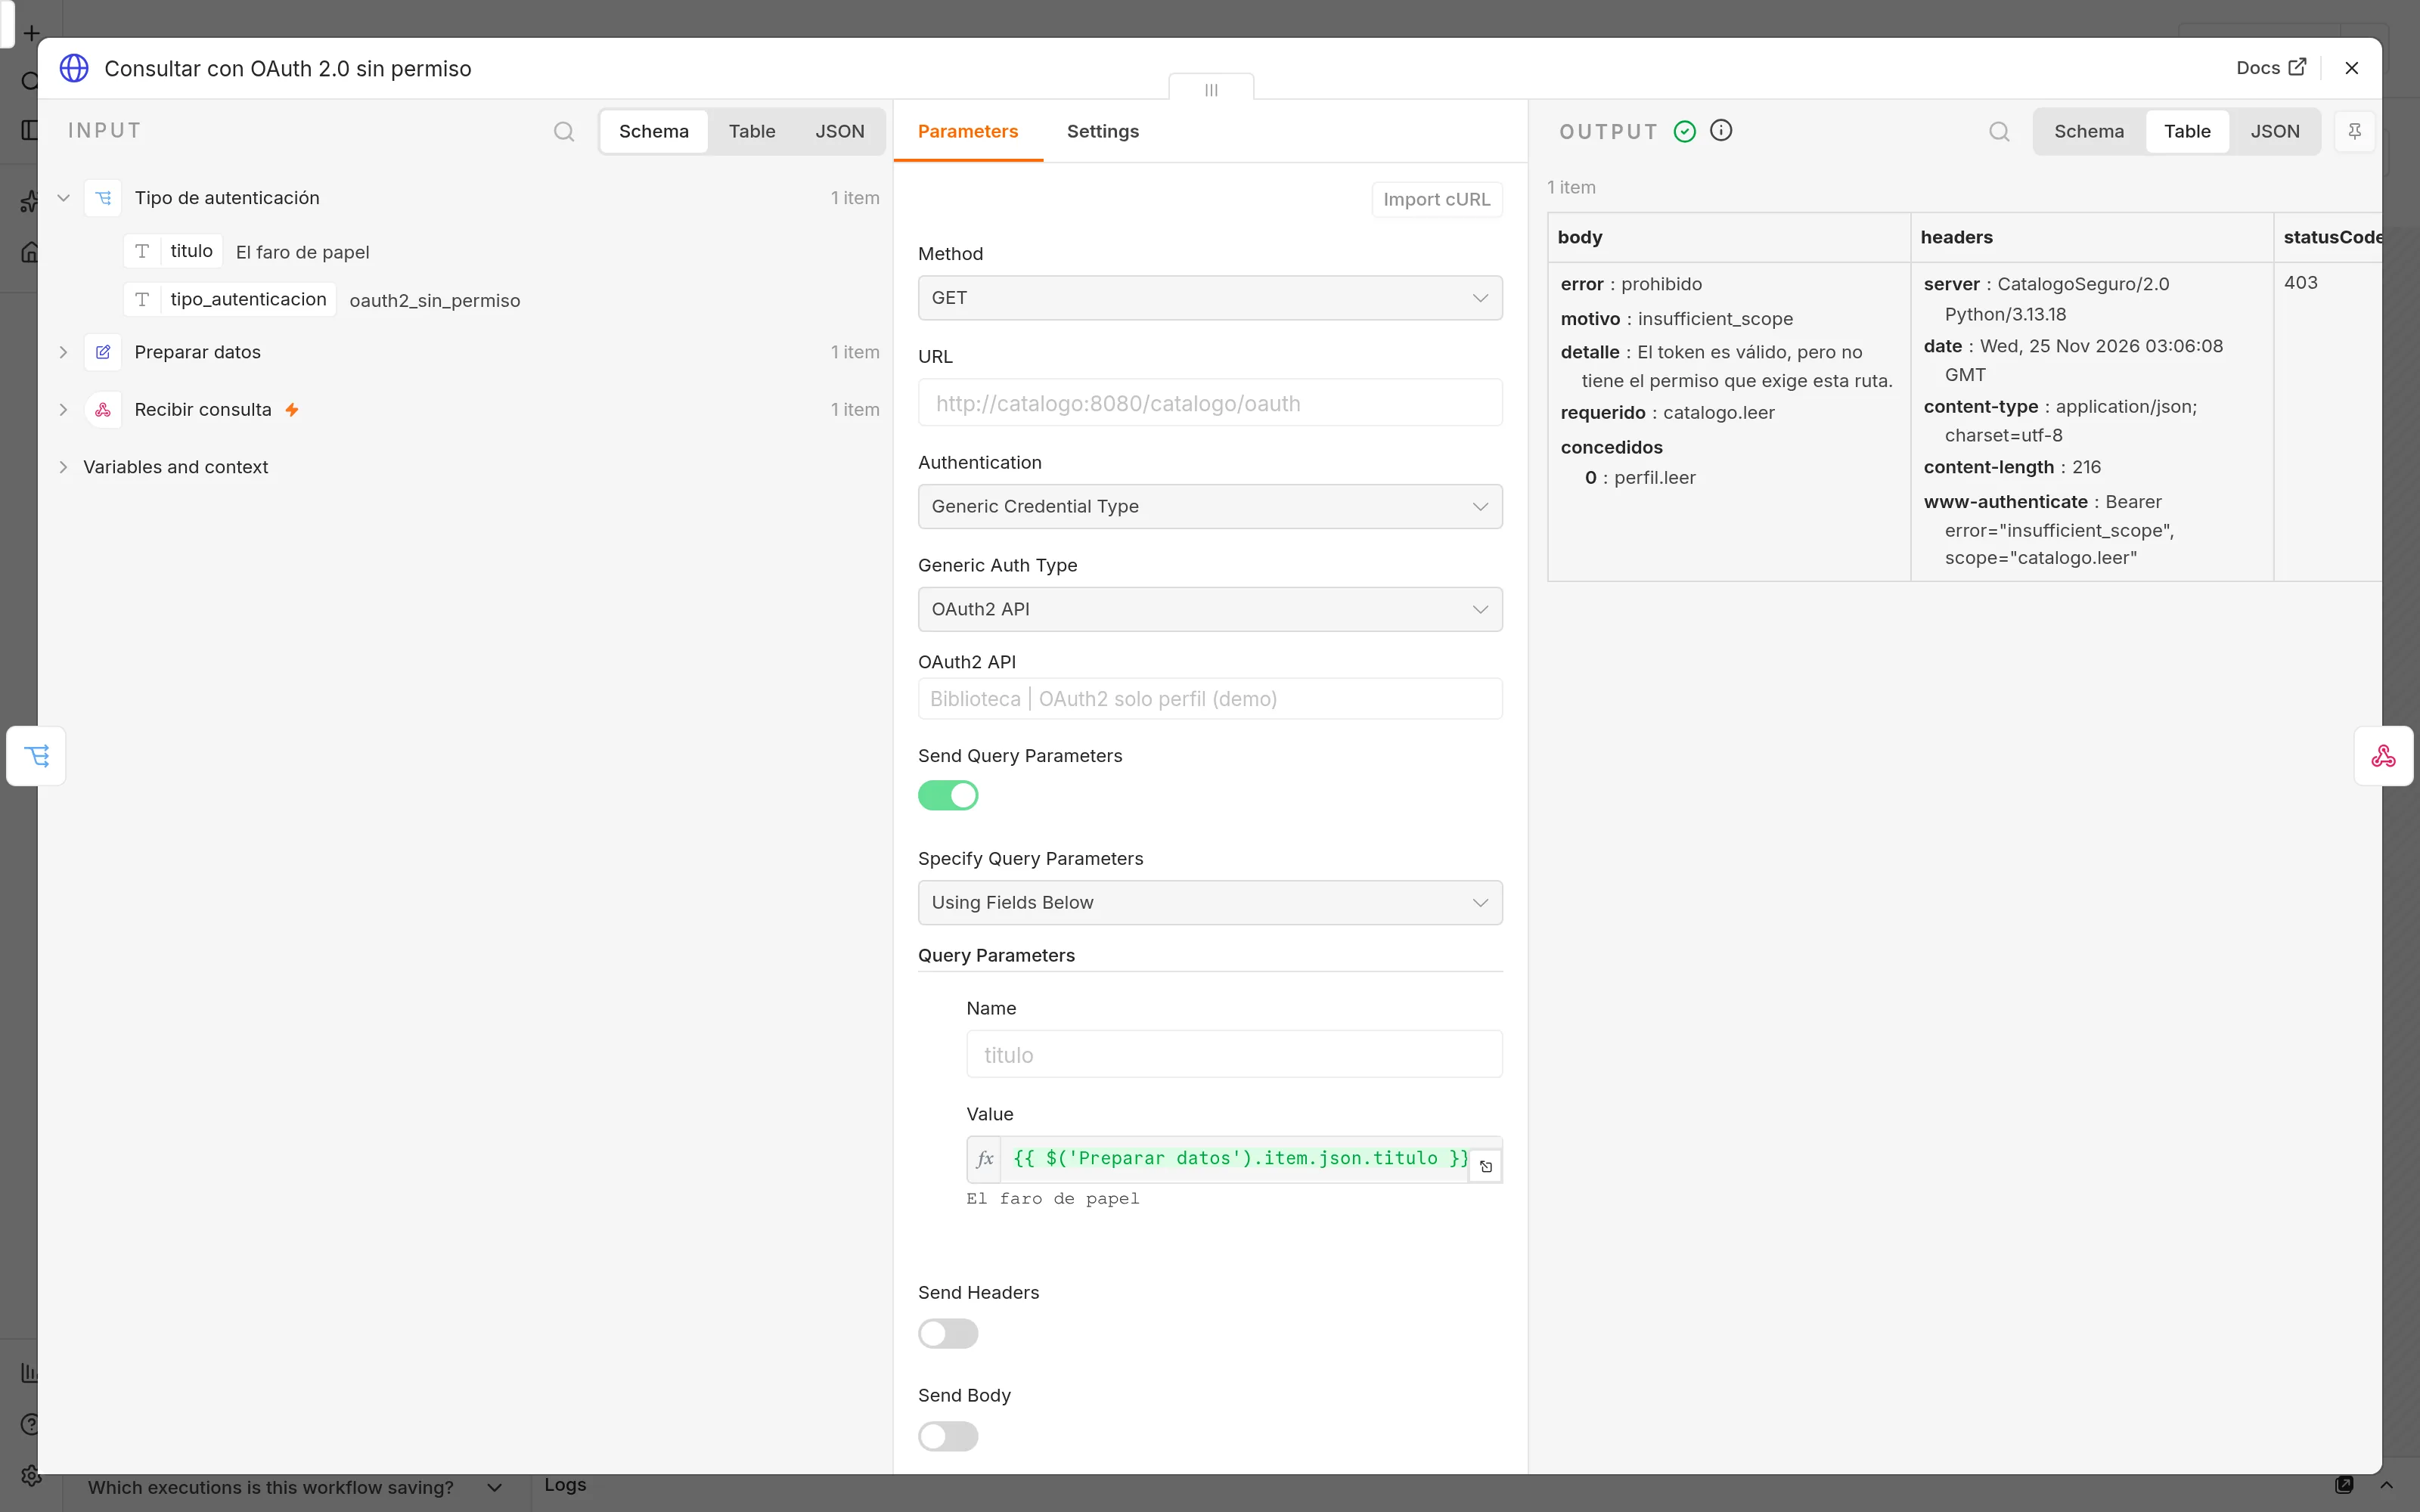 Consultar con OAuth 2.0 sin permiso
Docs
INPUT
Schema
Table
JSON
Tipo de autenticación
1 item
T titulo El faro de papel
T tipo_autenticacion oauth2_sin_permiso
Preparar datos
1 item
Recibir consulta
1 item
Variables and context
Parameters
Settings
Import cURL
Method
GET
URL
http://catalogo:8080/catalogo/oauth
Authentication
Generic Credential Type
Generic Auth Type
OAuth2 API
OAuth2 API
Biblioteca | OAuth2 solo perfil (demo)
Send Query Parameters
Specify Query Parameters
Using Fields Below
Query Parameters
Name
titulo
Value
fx {{ $('Preparar datos').item.json.titulo }}
El faro de papel
Send Headers
Send Body
OUTPUT
Schema
Table
JSON
1 item
body
headers
statusCode
error : prohibido
motivo : insufficient_scope
detalle : El token es válido, pero no
tiene el permiso que exige esta ruta.
requerido : catalogo.leer
concedidos
0 : perfil.leer
server : CatalogoSeguro/2.0
Python/3.13.18
date : Wed, 25 Nov 2026 03:06:08
GMT
content-type : application/json;
charset=utf-8
content-length : 216
www-authenticate : Bearer
error="insufficient_scope",
scope="catalogo.leer"
403
Which executions is this workflow saving?
Logs